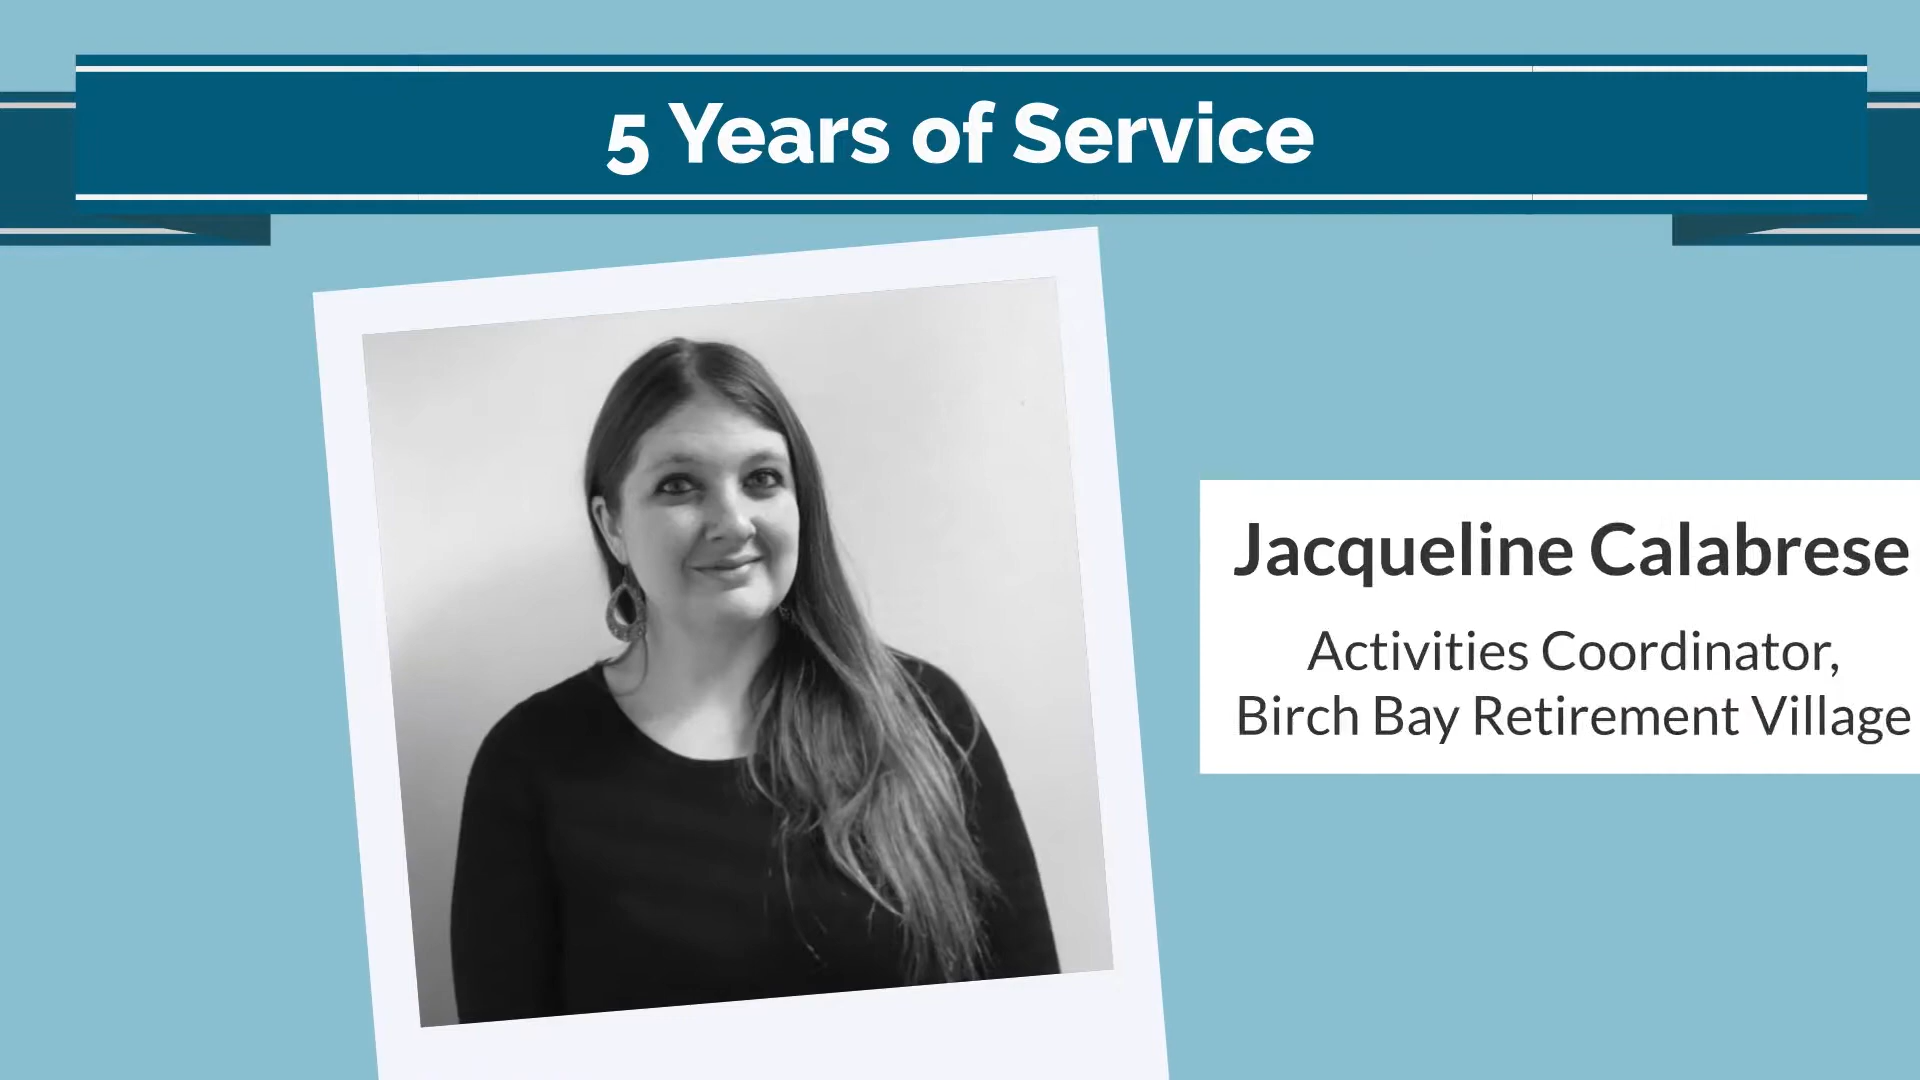 5 Years of Service
Jacqueline Calabrese
Activities Coordinator,
Birch Bay Retirement Village